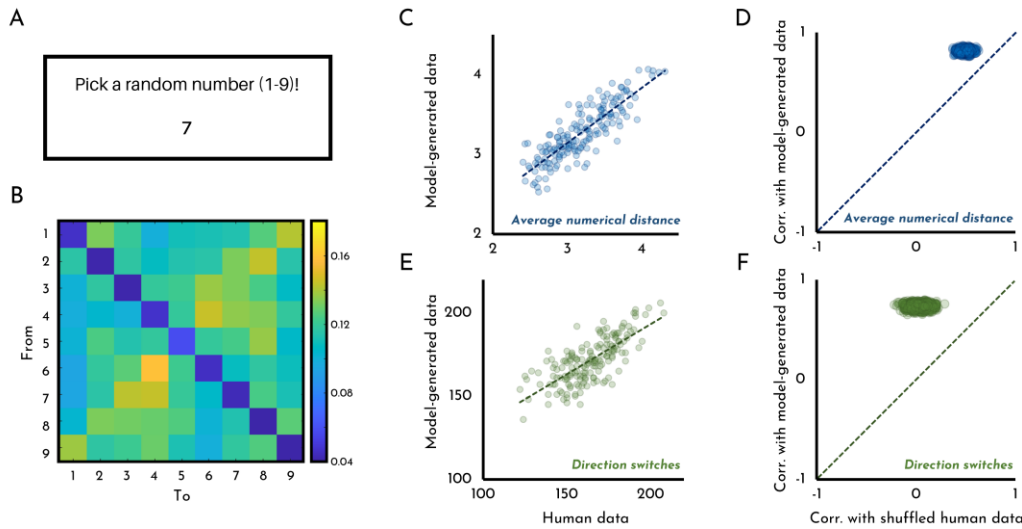 A
Pick a random number (1-9)!
7
B
From
1
2
3
4
5
6
7
8
9
1 2 3 4 5 6 7 8 9
To
0.16
0.12
0.08
0.04
C
Model-generated data
4
3
2
2 3 4
Average numerical distance
D
Corr. with model-generated data
1
0
-1
-1 0 1
Average numerical distance
E
Model-generated data
200
150
100
100 150 200
Direction switches
Human data
F
Corr. with model-generated data
1
0
-1
-1 0 1
Direction switches
Corr. with shuffled human data